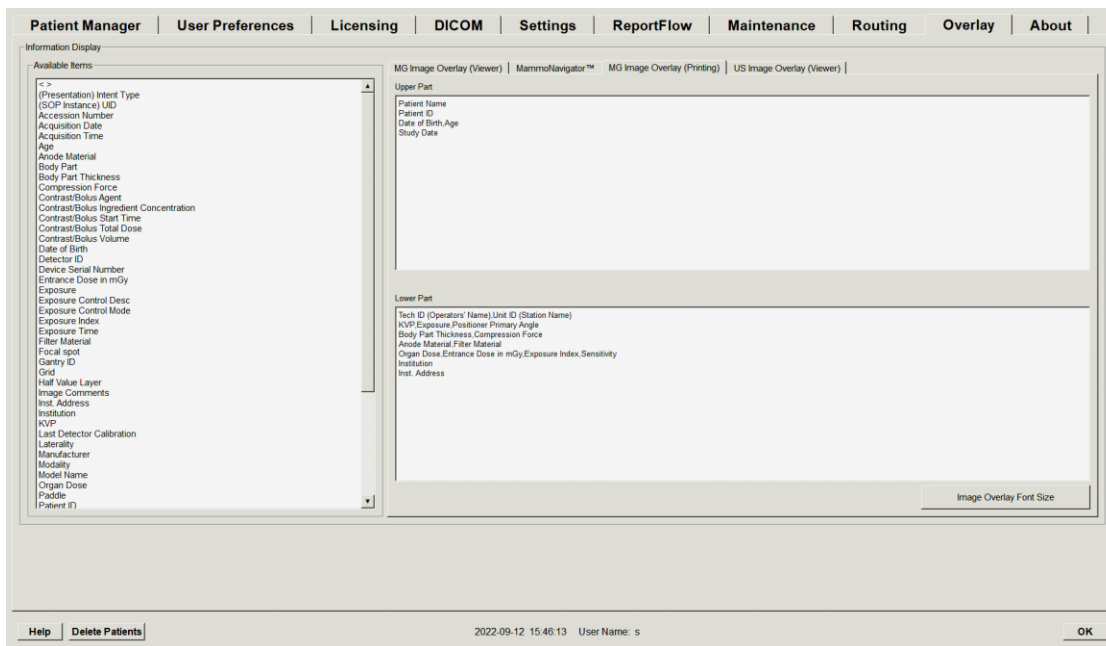 Patient Manager | User Preferences | Licensing | DICOM | Settings | ReportFlow | Maintenance | Routing | Overlay | About
Information Display
Available Items
< >
(Presentation) Intent Type
(SOP Instance) UID
Accession Number
Acquisition Date
Acquisition Time
Age
Anode Material
Body Part
Body Part Thickness
Compression Force
Contrast/Bolus Agent
Contrast/Bolus Ingredient Concentration
Contrast/Bolus Start Time
Contrast/Bolus Total Dose
Contrast/Bolus Volume
Date of Birth
Detector ID
Device Serial Number
Entrance Dose in mGy
Exposure
Exposure Control Desc
Exposure Control Mode
Exposure Index
Exposure Time
Filter Material
Focal spot
Gantry ID
Grid
Half Value Layer
Image Comments
Inst. Address
Institution
KVP
Last Detector Calibration
Laterality
Manufacturer
Modality
Model Name
Organ Dose
Paddle
Patient ID
MG Image Overlay (Viewer) | MammoNavigator™ MG Image Overlay (Printing) | US Image Overlay (Viewer)
Upper Part
Patient Name
Patient ID
Date of Birth,Age
Study Date
Lower Part
Tech ID (Operators' Name),Unit ID (Station Name)
KVP,Exposure,Positioner Primary Angle
Body Part Thickness,Compression Force
Anode Material,Filter Material
Organ Dose,Entrance Dose in mGy,Exposure Index,Sensitivity
Institution
Inst. Address
Image Overlay Font Size
Help Delete Patients 2022-09-12 15:46:13 User Name: s OK